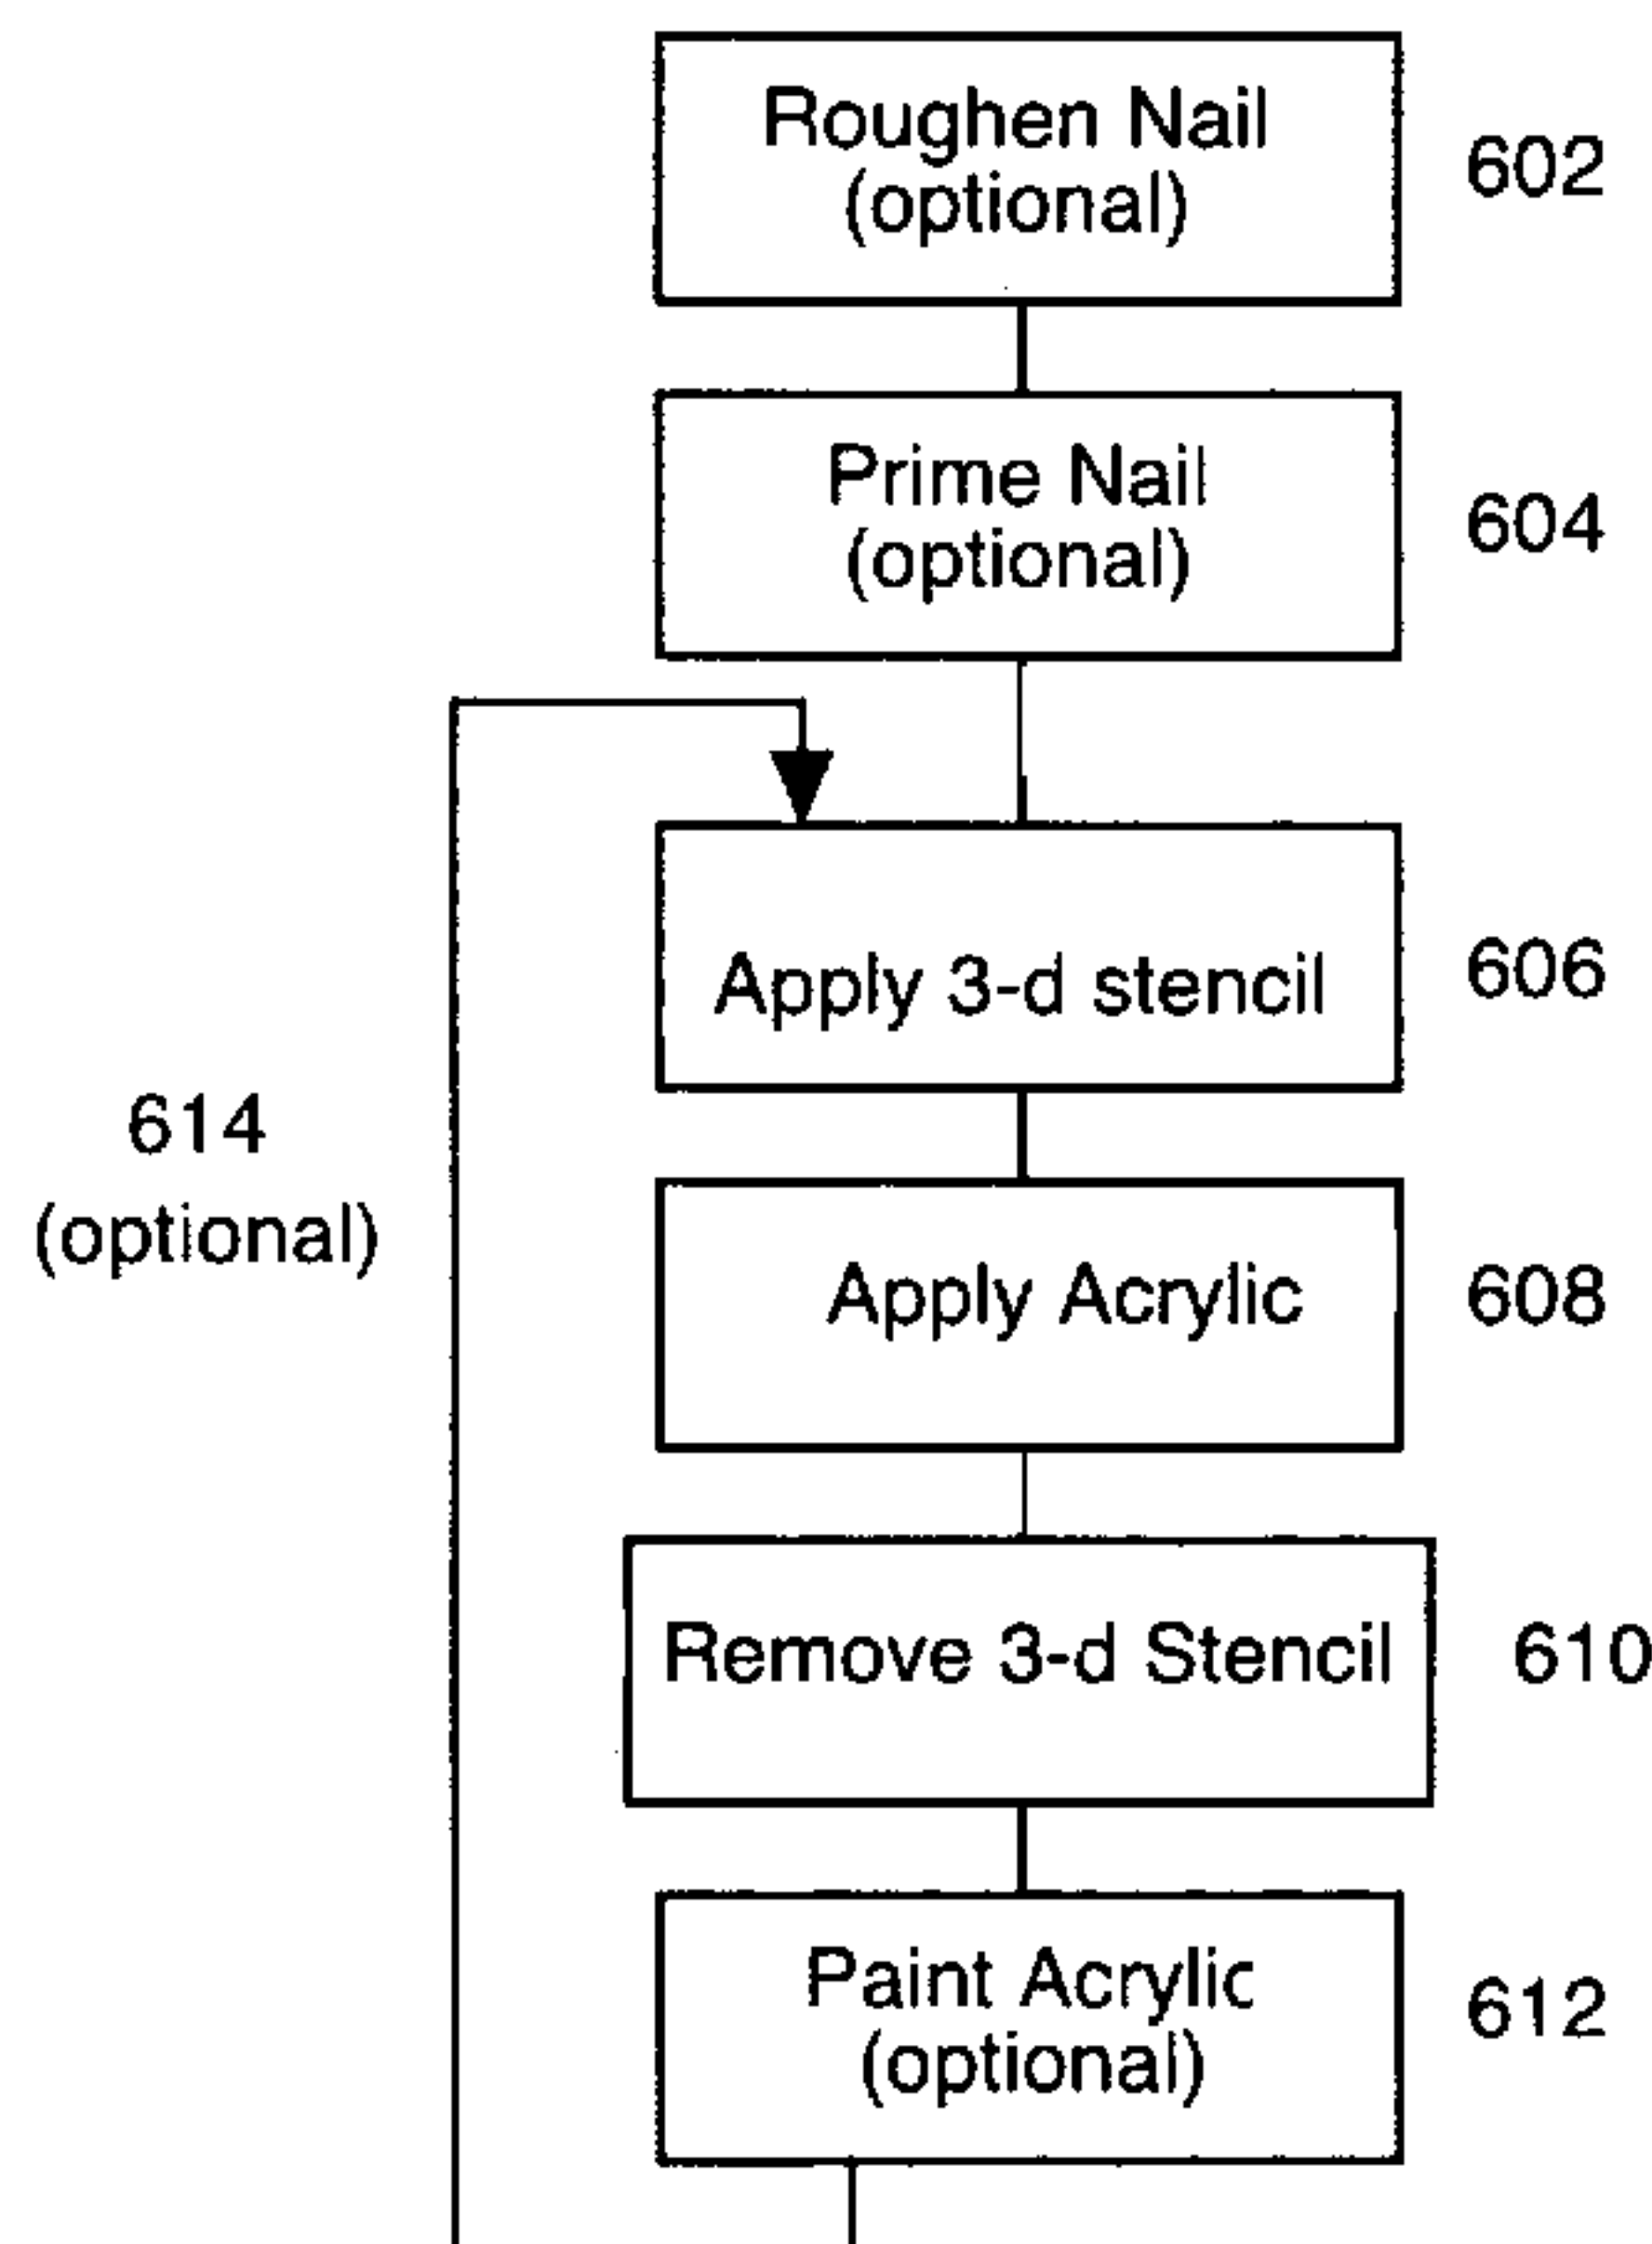 Roughen Nail
(optional)
602
Prime Nail
(optional)
604
Apply 3-d stencil
606
614
(optional)
Apply Acrylic
608
Remove 3-d Stencil
610
Paint Acrylic
(optional)
612